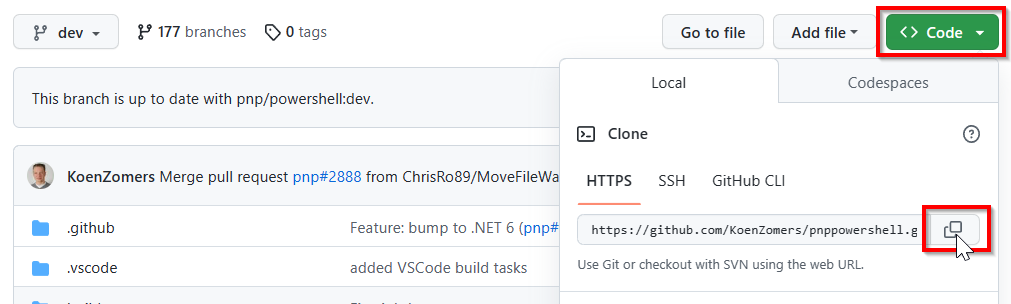 dev 177 branches 0 tags Go to file Add file <> Code
This branch is up to date with pnp/powershell:dev.
Local Codespaces
Clone
KoenZomers Merge pull request pnp#2888 from ChrisRo89/MoveFileWa
HTTPS SSH GitHub CLI
.github Feature: bump to .NET 6 (pnp#
https://github.com/KoenZomers/pnppowershell.g
.vscode added VSCode build tasks
Use Git or checkout with SVN using the web URL.